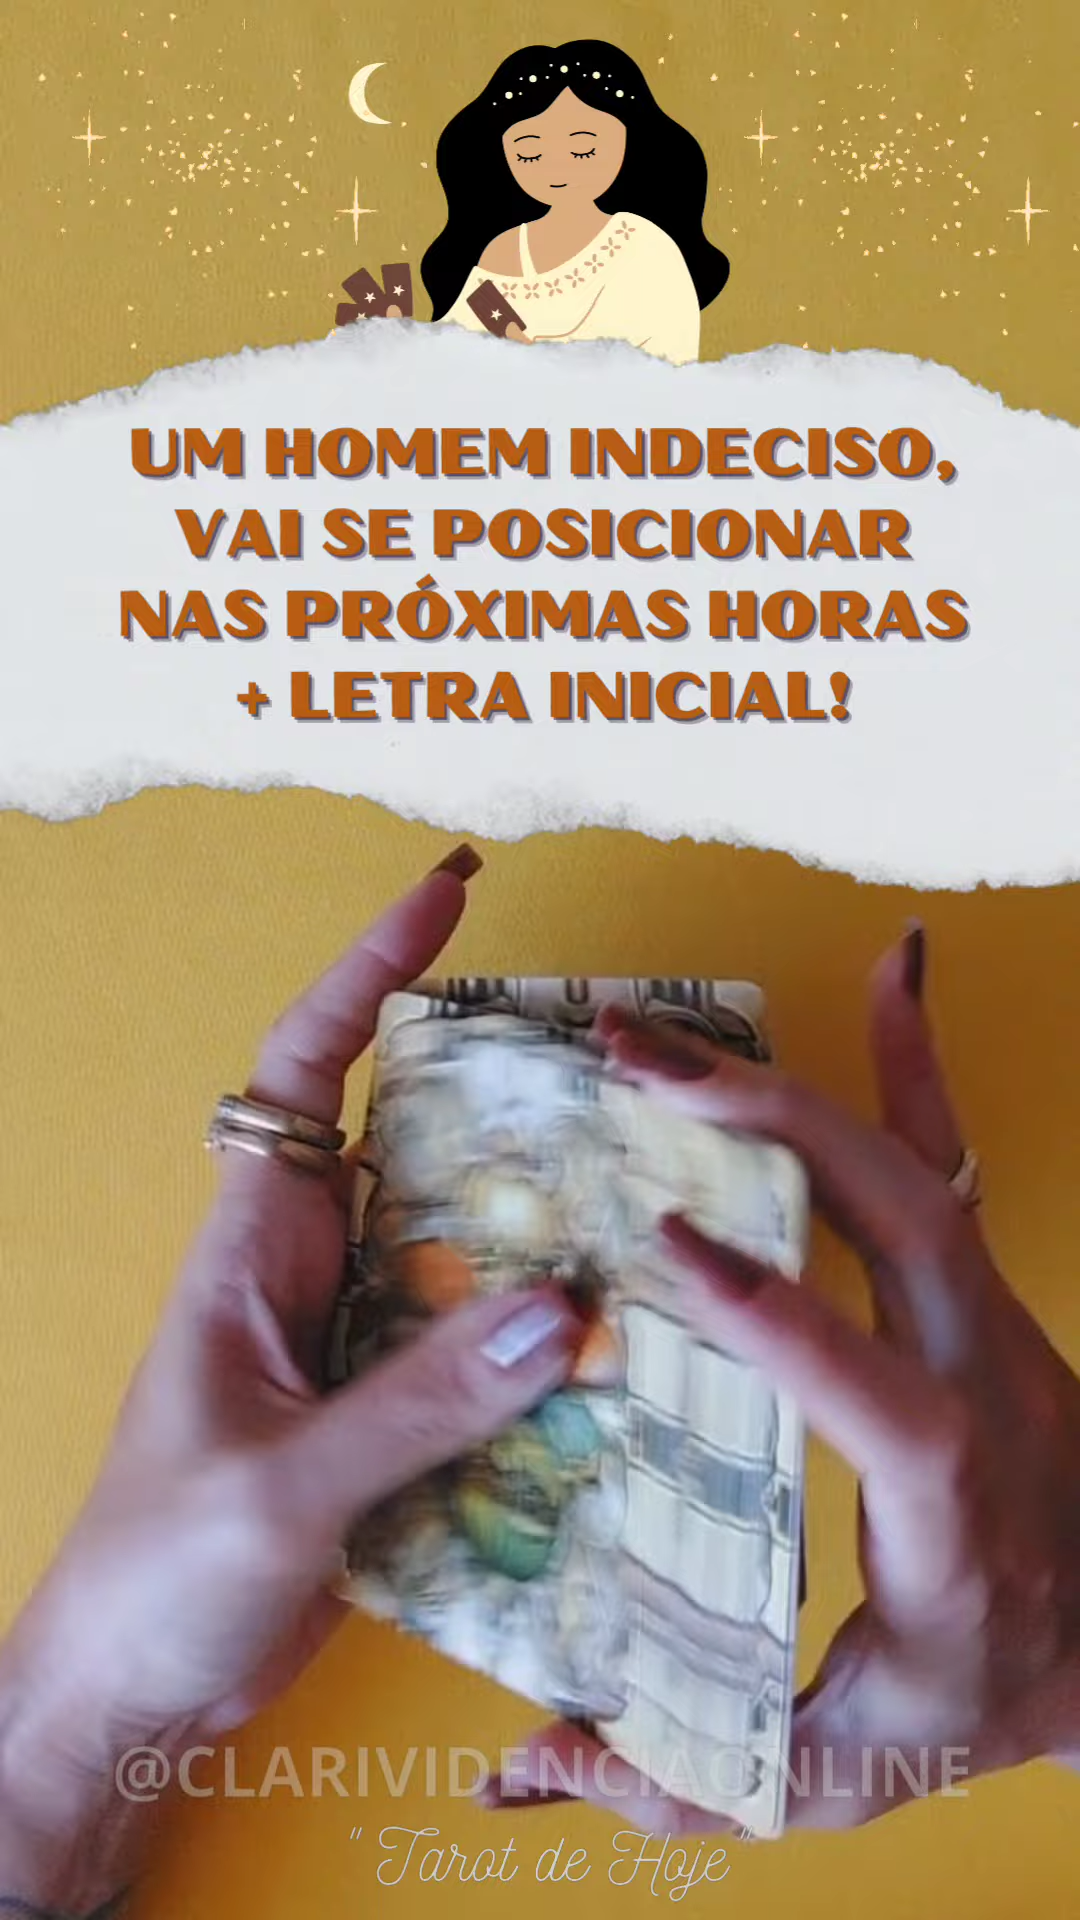 UM HOMEM INDECISO,
VAI SE POSICIONAR
NAS PRÓXIMAS HORAS
+ LETRA INICIAL!
@CLARIVIDENCIAONLINE
"Tarot de Hoje"